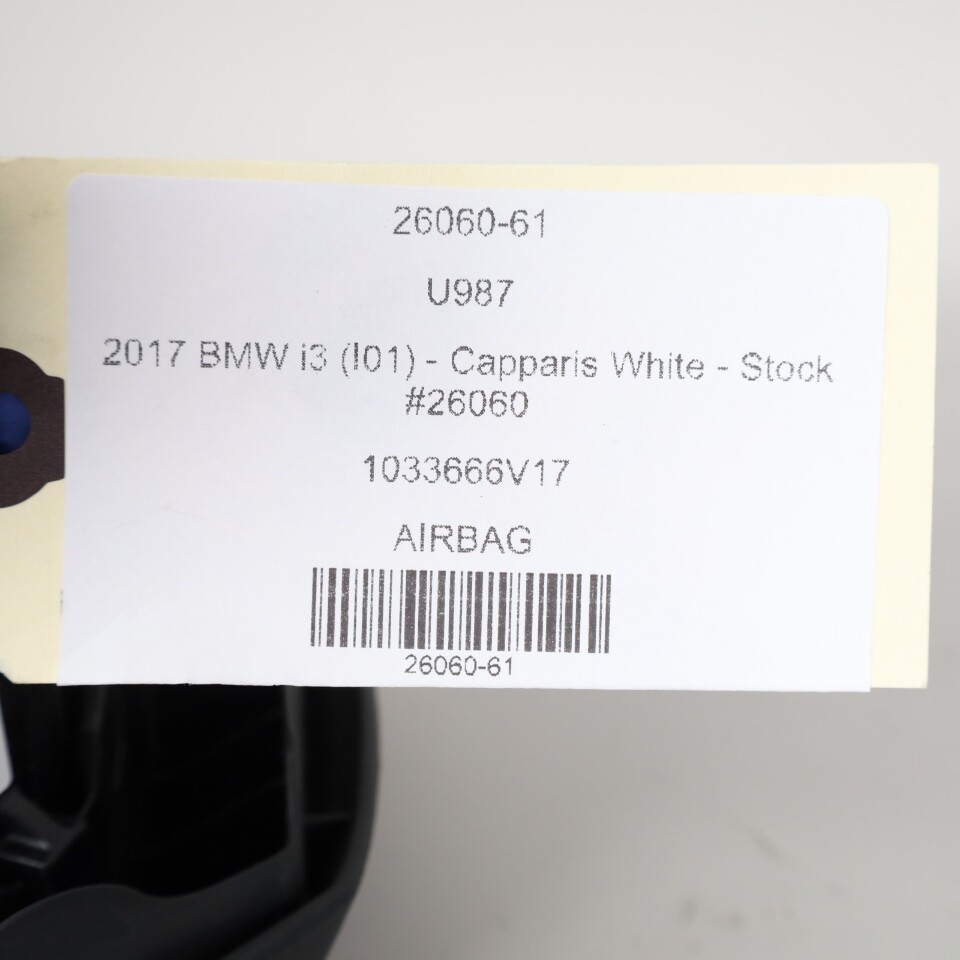 26060-61
U987
2017 BMW i3 (I01) - Capparis White - Stock
#26060
1033666V17
AIRBAG
26060-61